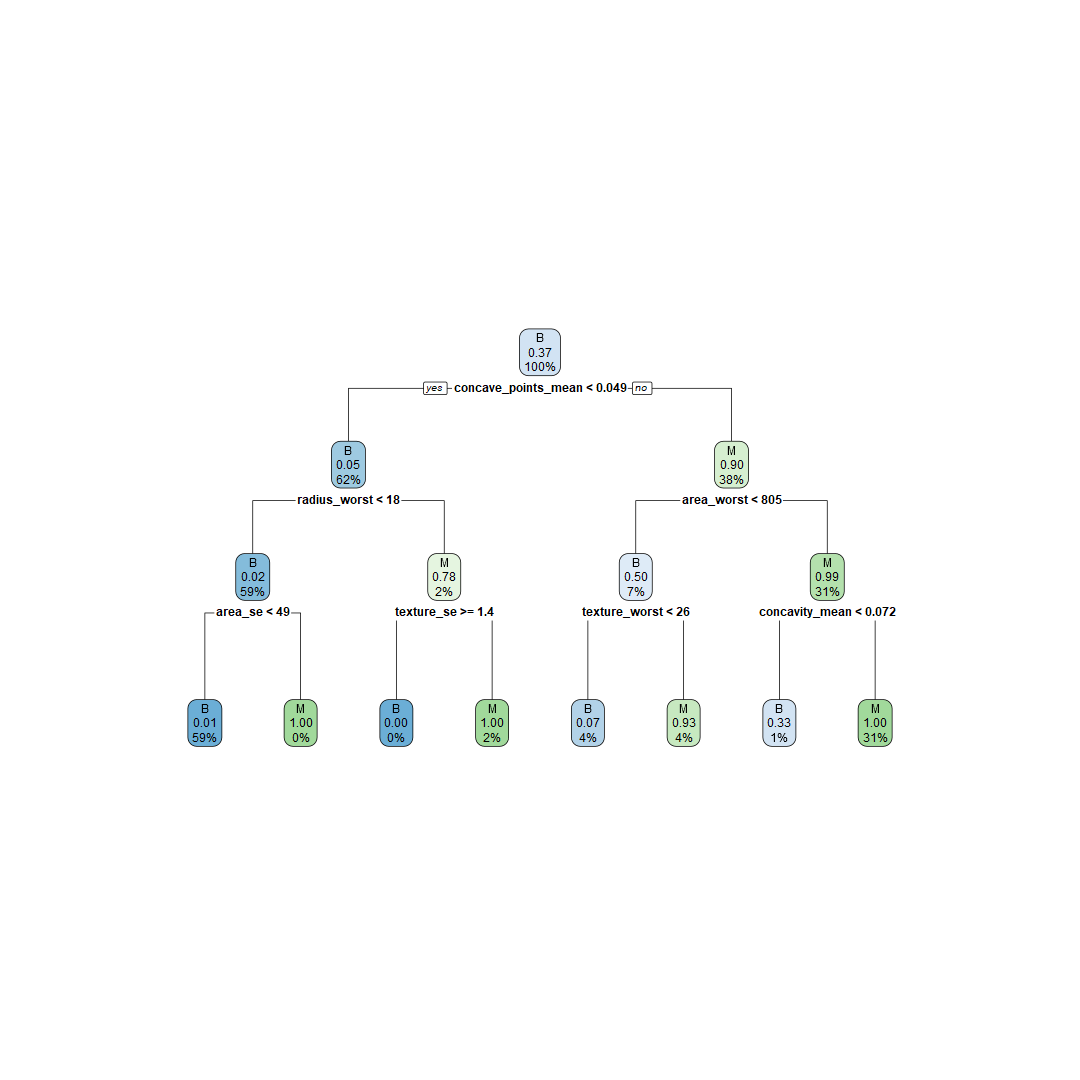 B
0.37
100%
yes concave_points_mean < 0.049 no
B
0.05
62%
M
0.90
38%
radius_worst < 18
area_worst < 805
B
0.02
59%
M
0.78
2%
B
0.50
7%
M
0.99
31%
area_se < 49
texture_se >= 1.4
texture_worst < 26
concavity_mean < 0.072
B
0.01
59%
M
1.00
0%
B
0.00
0%
M
1.00
2%
B
0.07
4%
M
0.93
4%
B
0.33
1%
M
1.00
31%